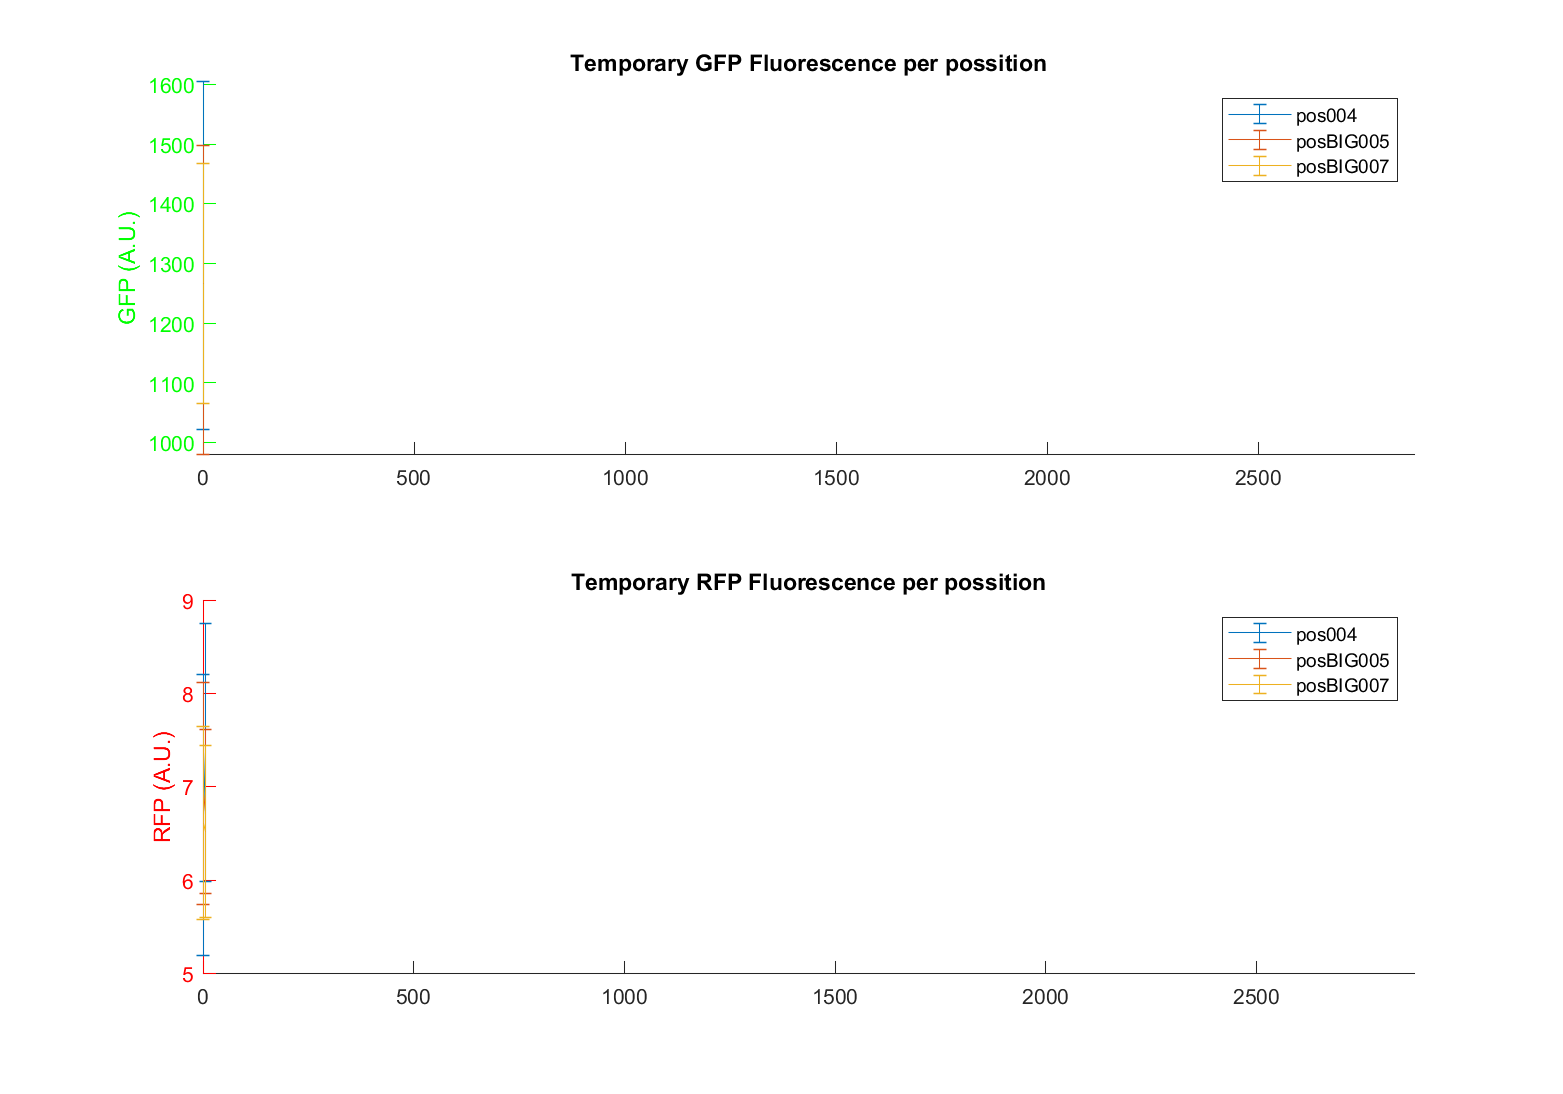 Temporary GFP Fluorescence per possition
GFP (A.U.)
1600
1500
1400
1300
1200
1100
1000
0 500 1000 1500 2000 2500
pos004
posBIG005
posBIG007
Temporary RFP Fluorescence per possition
RFP (A.U.)
9
8
7
6
5
0 500 1000 1500 2000 2500
pos004
posBIG005
posBIG007